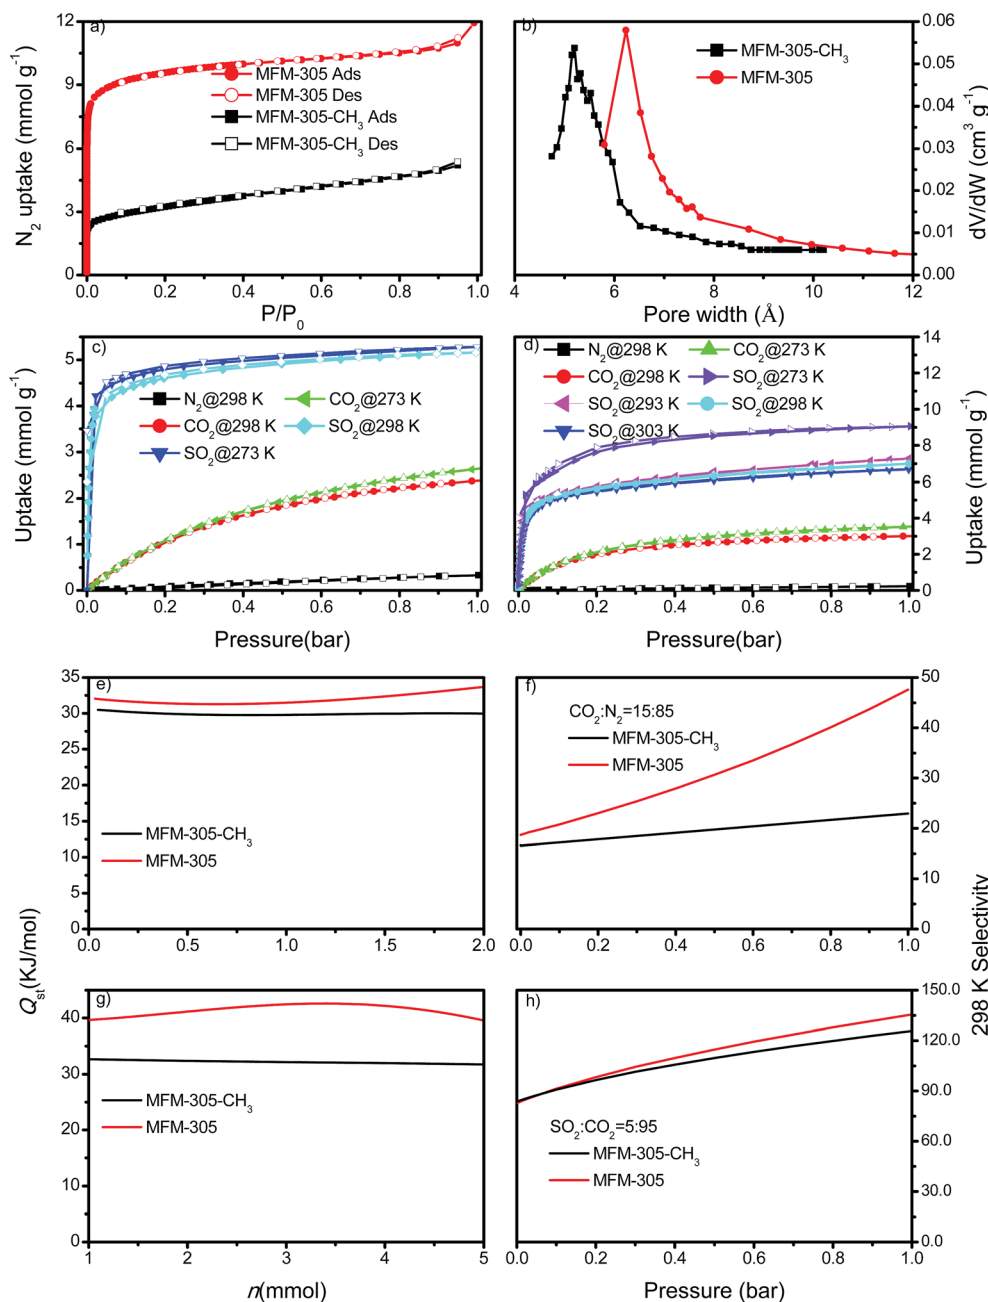 a)
N₂ uptake (mmol g⁻¹)
12
9
6
3
0
MFM-305 Ads
MFM-305 Des
MFM-305-CH₃ Ads
MFM-305-CH₃ Des
0.0 0.2 0.4 0.6 0.8 1.0
P/P₀
b)
MFM-305-CH₃
MFM-305
0.06
0.05
0.04
0.03
0.02
0.01
0.00
dV/dW (cm³ g⁻¹)
4 6 8 10 12
Pore width (Å)
c)
Uptake (mmol g⁻¹)
5
4
3
2
1
0
N₂@298 K
CO₂@273 K
CO₂@298 K
SO₂@298 K
SO₂@273 K
0.0 0.2 0.4 0.6 0.8 1.0
Pressure(bar)
d)
N₂@298 K
CO₂@273 K
CO₂@298 K
SO₂@273 K
SO₂@293 K
SO₂@298 K
SO₂@303 K
14
12
10
8
6
4
2
0
Uptake (mmol g⁻¹)
0.0 0.2 0.4 0.6 0.8 1.0
Pressure(bar)
e)
35
30
25
20
15
10
5
0
MFM-305-CH₃
MFM-305
0.0 0.5 1.0 1.5 2.0
f)
CO₂:N₂=15:85
MFM-305-CH₃
MFM-305
50
40
30
20
10
0
0.0 0.2 0.4 0.6 0.8 1.0
Qst(KJ/mol)
298 K Selectivity
g)
40
30
20
10
0
MFM-305-CH₃
MFM-305
1 2 3 4 5
n(mmol)
h)
SO₂:CO₂=5:95
MFM-305-CH₃
MFM-305
150.0
120.0
90.0
60.0
30.0
0.0
0.0 0.2 0.4 0.6 0.8 1.0
Pressure (bar)